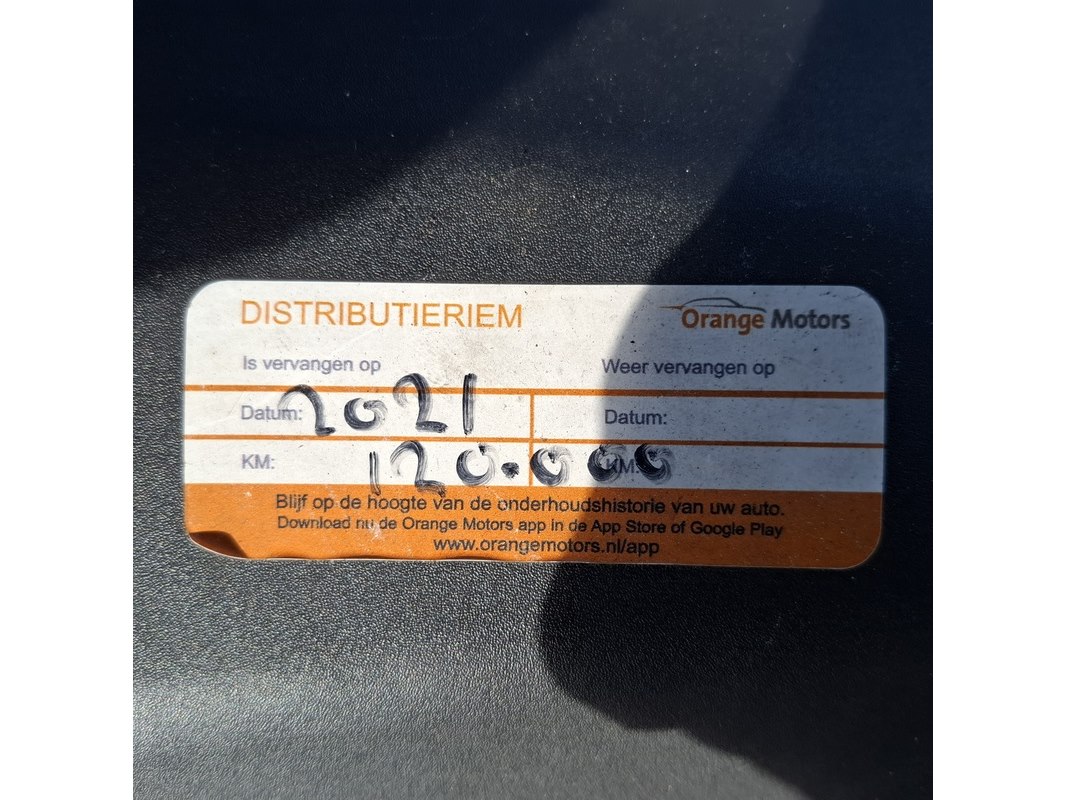 DISTRIBUTIERIEM
Orange Motors
Is vervangen op
Weer vervangen op
Datum: 2021
Datum:
KM: 120.000
KM:
Blijf op de hoogte van de onderhoudshistorie van uw auto.
Download nu de Orange Motors app in de App Store of Google Play
www.orangemotors.nl/app